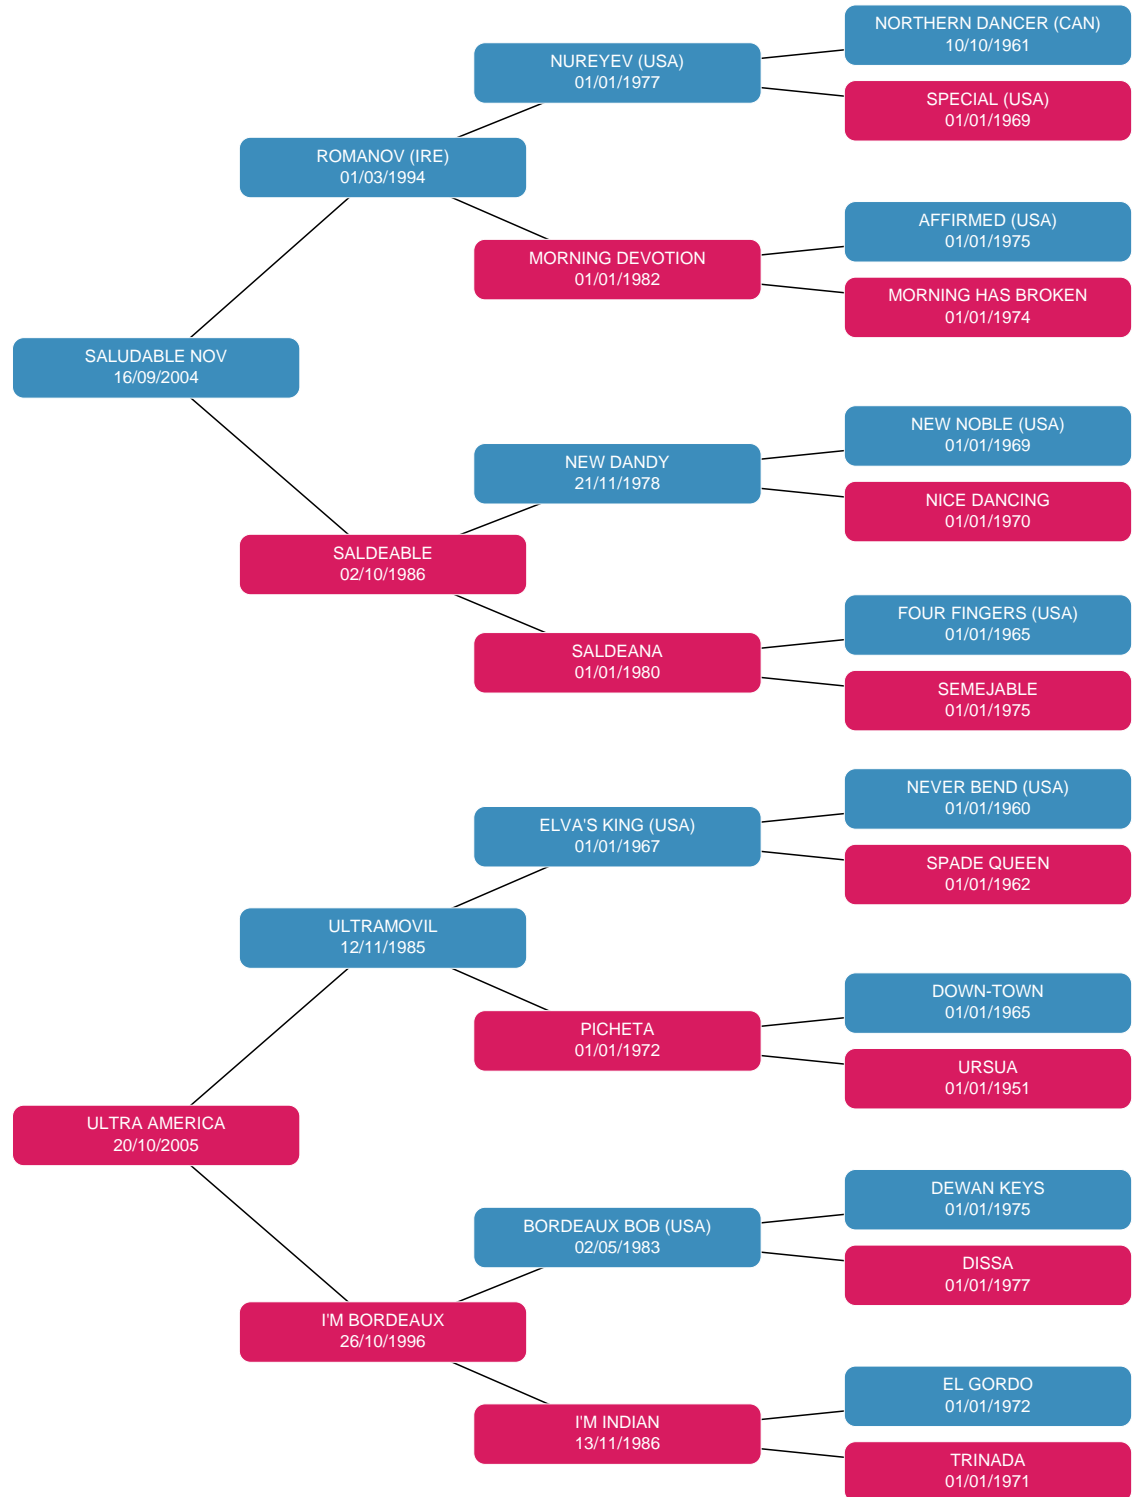 NORTHERN DANCER (CAN)
10/10/1961
NUREYEV (USA)
01/01/1977
SPECIAL (USA)
01/01/1969
ROMANOV (IRE)
01/03/1994
AFFIRMED (USA)
01/01/1975
MORNING DEVOTION
01/01/1982
MORNING HAS BROKEN
01/01/1974
SALUDABLE NOV
16/09/2004
NEW NOBLE (USA)
01/01/1969
NEW DANDY
21/11/1978
NICE DANCING
01/01/1970
SALDEABLE
02/10/1986
FOUR FINGERS (USA)
01/01/1965
SALDEANA
01/01/1980
SEMEJABLE
01/01/1975
NEVER BEND (USA)
01/01/1960
ELVA'S KING (USA)
01/01/1967
SPADE QUEEN
01/01/1962
ULTRAMOVIL
12/11/1985
DOWN-TOWN
01/01/1965
PICHETA
01/01/1972
URSUA
01/01/1951
ULTRA AMERICA
20/10/2005
DEWAN KEYS
01/01/1975
BORDEAUX BOB (USA)
02/05/1983
DISSA
01/01/1977
I'M BORDEAUX
26/10/1996
EL GORDO
01/01/1972
I'M INDIAN
13/11/1986
TRINADA
01/01/1971